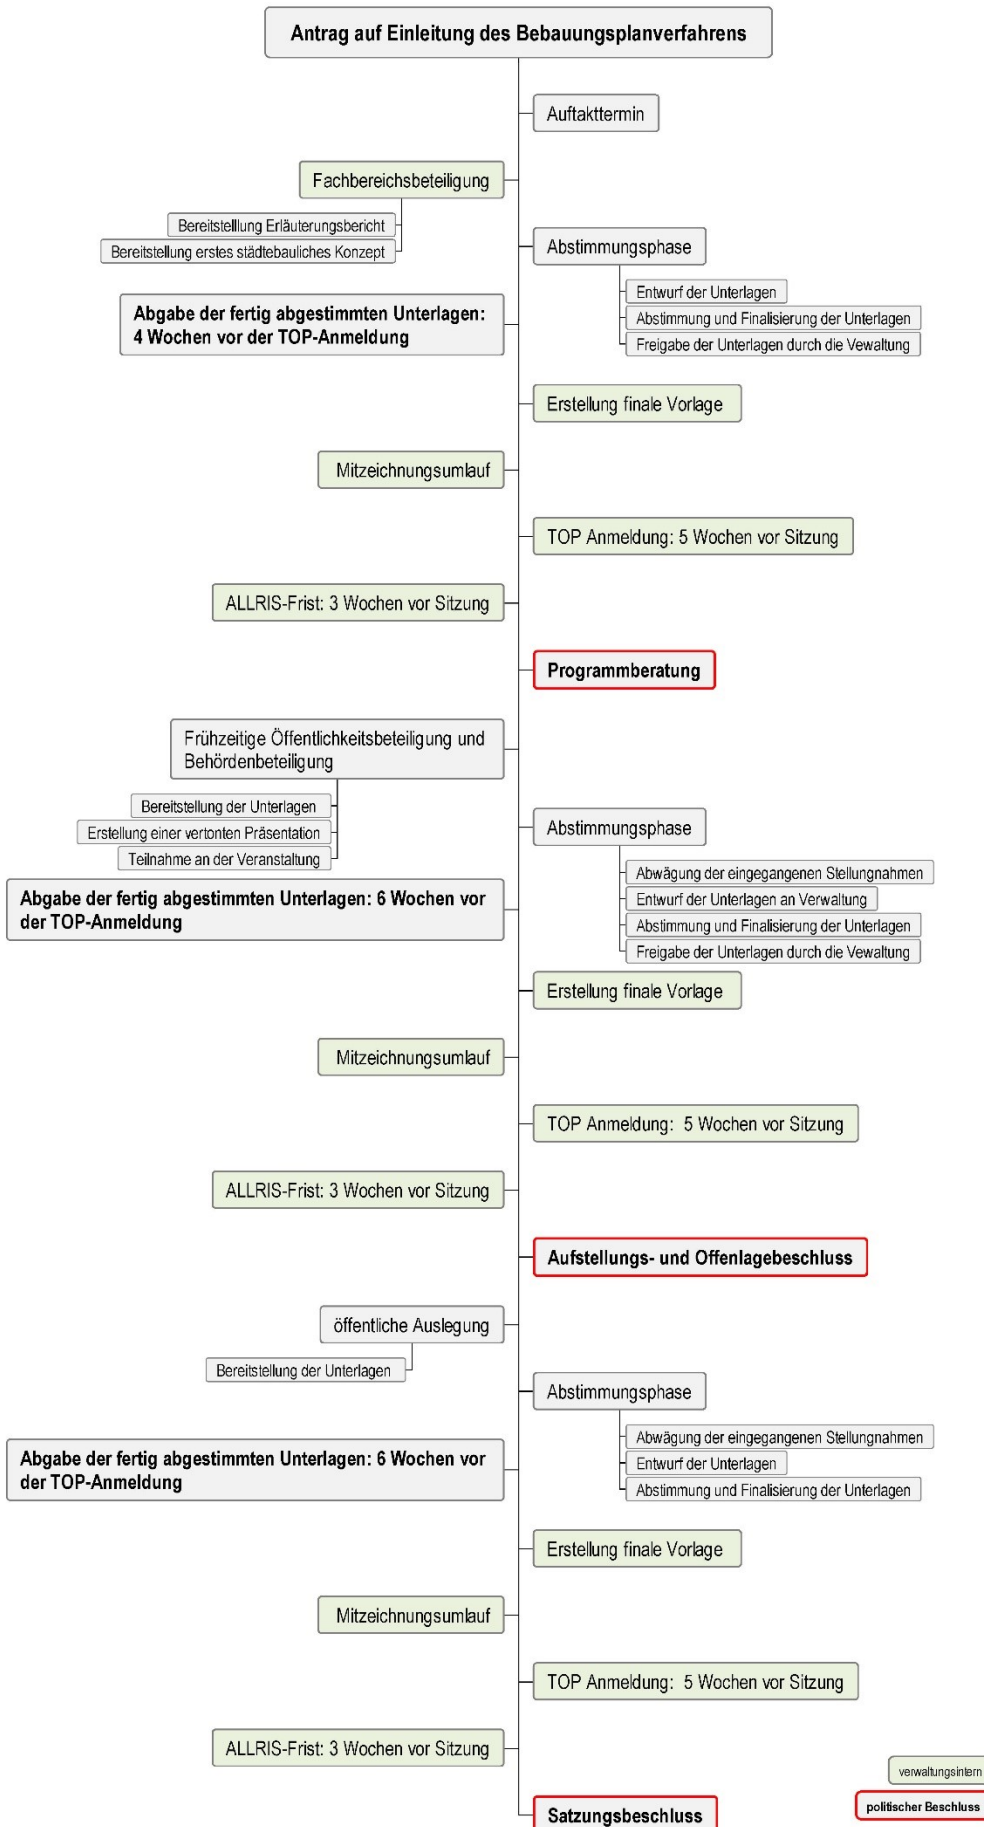 Antrag auf Einleitung des Bebauungsplanverfahrens
Auftakttermin
Fachbereichsbeteiligung
Bereitstelllung Erläuterungsbericht
Bereitstellung erstes städtebauliches Konzept
Abstimmungsphase
Entwurf der Unterlagen
Abstimmung und Finalisierung der Unterlagen
Freigabe der Unterlagen durch die Vewaltung
Abgabe der fertig abgestimmten Unterlagen:
4 Wochen vor der TOP-Anmeldung
Erstellung finale Vorlage
Mitzeichnungsumlauf
TOP Anmeldung: 5 Wochen vor Sitzung
ALLRIS-Frist: 3 Wochen vor Sitzung
Programmberatung
Frühzeitige Öffentlichkeitsbeteiligung und
Behördenbeteiligung
Bereitstellung der Unterlagen
Erstellung einer vertonten Präsentation
Teilnahme an der Veranstaltung
Abstimmungsphase
Abwägung der eingegangenen Stellungnahmen
Entwurf der Unterlagen an Verwaltung
Abstimmung und Finalisierung der Unterlagen
Freigabe der Unterlagen durch die Vewaltung
Abgabe der fertig abgestimmten Unterlagen: 6 Wochen vor
der TOP-Anmeldung
Erstellung finale Vorlage
Mitzeichnungsumlauf
TOP Anmeldung: 5 Wochen vor Sitzung
ALLRIS-Frist: 3 Wochen vor Sitzung
Aufstellungs- und Offenlagebeschluss
öffentliche Auslegung
Bereitstellung der Unterlagen
Abstimmungsphase
Abwägung der eingegangenen Stellungnahmen
Entwurf der Unterlagen
Abstimmung und Finalisierung der Unterlagen
Abgabe der fertig abgestimmten Unterlagen: 6 Wochen vor
der TOP-Anmeldung
Erstellung finale Vorlage
Mitzeichnungsumlauf
TOP Anmeldung: 5 Wochen vor Sitzung
ALLRIS-Frist: 3 Wochen vor Sitzung
Satzungsbeschluss
verwaltungsintern
politischer Beschluss